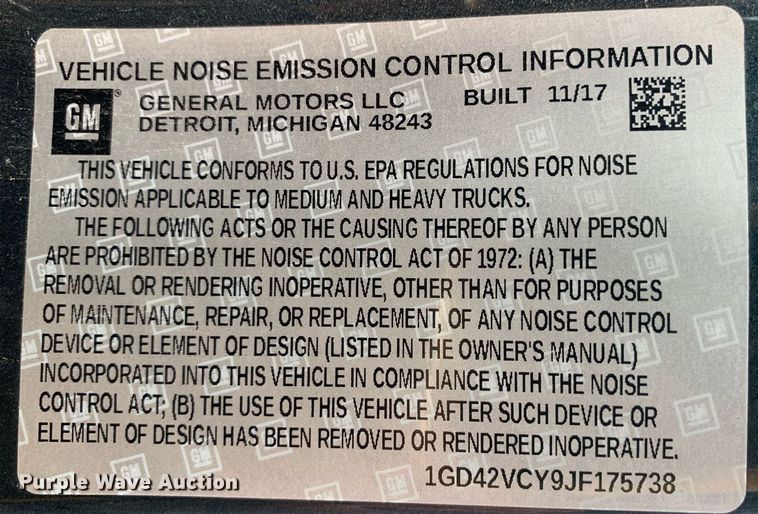 VEHICLE NOISE EMISSION CONTROL INFORMATION
GM® GENERAL MOTORS LLC BUILT 11/17
DETROIT, MICHIGAN 48243
THIS VEHICLE CONFORMS TO U.S. EPA REGULATIONS FOR NOISE
EMISSION APPLICABLE TO MEDIUM AND HEAVY TRUCKS.
THE FOLLOWING ACTS OR THE CAUSING THEREOF BY ANY PERSON
ARE PROHIBITED BY THE NOISE CONTROL ACT OF 1972: (A) THE
REMOVAL OR RENDERING INOPERATIVE, OTHER THAN FOR PURPOSES
OF MAINTENANCE, REPAIR, OR REPLACEMENT, OF ANY NOISE CONTROL
DEVICE OR ELEMENT OF DESIGN (LISTED IN THE OWNER'S MANUAL)
INCORPORATED INTO THIS VEHICLE IN COMPLIANCE WITH THE NOISE
CONTROL ACT; (B) THE USE OF THIS VEHICLE AFTER SUCH DEVICE OR
ELEMENT OF DESIGN HAS BEEN REMOVED OR RENDERED INOPERATIVE.
1GD42VCY9JF175738
Purple Wave Auction